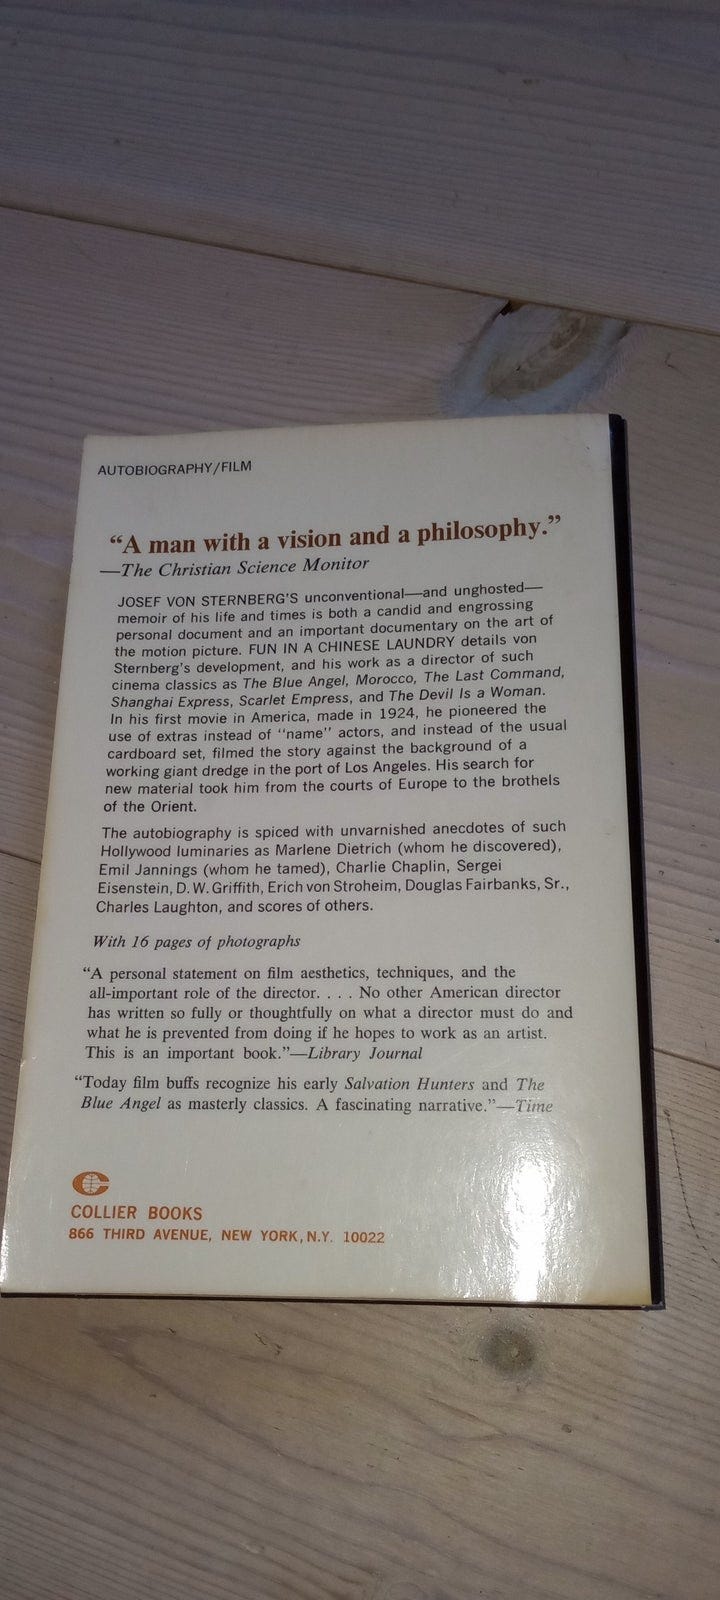 AUTOBIOGRAPHY/FILM
“A man with a vision and a philosophy.”
—The Christian Science Monitor
JOSEF VON STERNBERG'S unconventional—and unghosted—
memoir of his life and times is both a candid and engrossing
personal document and an important documentary on the art of
the motion picture. FUN IN A CHINESE LAUNDRY details von
Sternberg's development, and his work as a director of such
cinema classics as The Blue Angel, Morocco, The Last Command,
Shanghai Express, Scarlet Empress, and The Devil Is a Woman.
In his first movie in America, made in 1924, he pioneered the
use of extras instead of "name" actors, and instead of the usual
cardboard set, filmed the story against the background of a
working giant dredge in the port of Los Angeles. His search for
new material took him from the courts of Europe to the brothels
of the Orient.
The autobiography is spiced with unvarnished anecdotes of such
Hollywood luminaries as Marlene Dietrich (whom he discovered),
Emil Jannings (whom he tamed), Charlie Chaplin, Sergei
Eisenstein, D. W. Griffith, Erich von Stroheim, Douglas Fairbanks, Sr.,
Charles Laughton, and scores of others.
With 16 pages of photographs
“A personal statement on film aesthetics, techniques, and the
all-important role of the director. . . . No other American director
has written so fully or thoughtfully on what a director must do and
what he is prevented from doing if he hopes to work as an artist.
This is an important book.”—Library Journal
“Today film buffs recognize his early Salvation Hunters and The
Blue Angel as masterly classics. A fascinating narrative.”—Time
COLLIER BOOKS
866 THIRD AVENUE, NEW YORK, N.Y. 10022